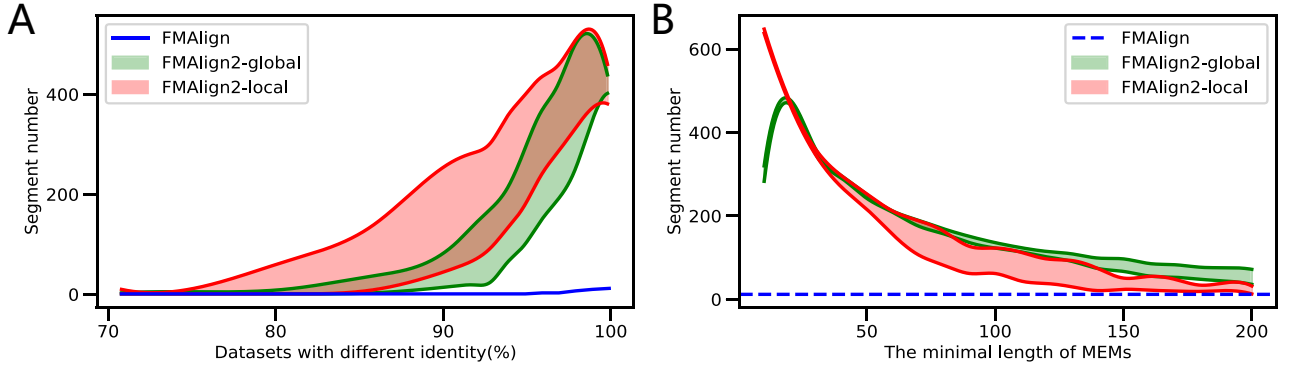 A
FMAlign
FMAlign2-global
FMAlign2-local
Segment number
400
200
0
70
80
90
100
Datasets with different identity(%)
B
FMAlign
FMAlign2-global
FMAlign2-local
Segment number
600
400
200
0
50
100
150
200
The minimal length of MEMs